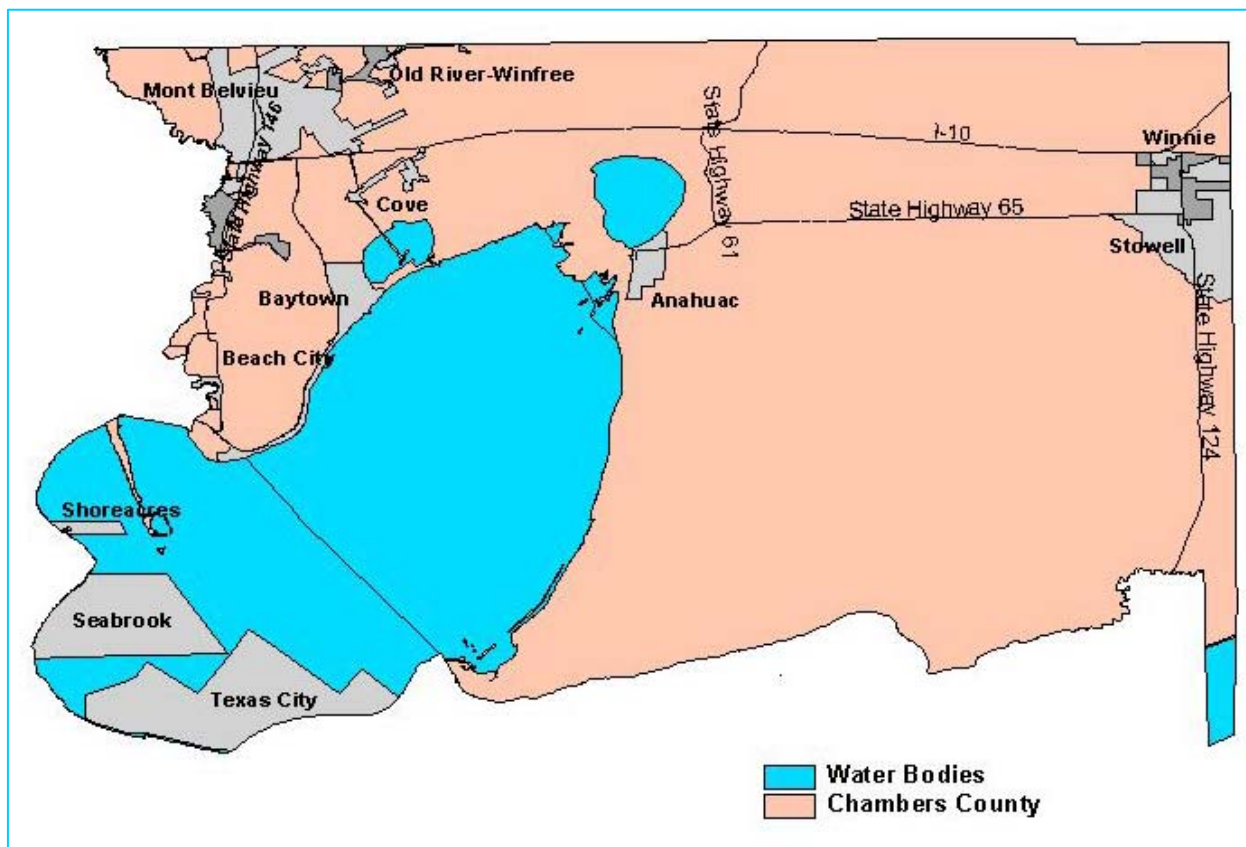 Old River-Winfree
Mont Belvieu
State Highway 146
State Highway 61
I-10
Winnie
Cove
State Highway 65
Stowell
Baytown
Anahuac
State Highway 124
Beach City
Shoreacres
Seabrook
Texas City
Water Bodies
Chambers County